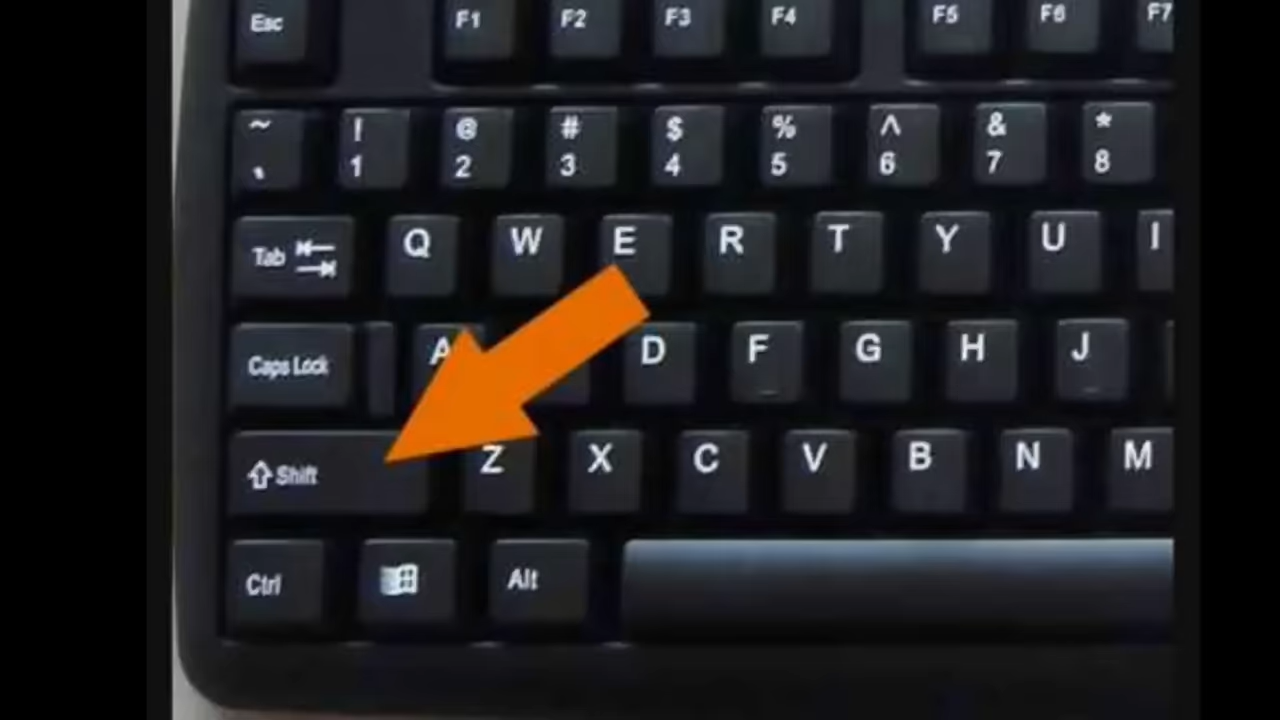 Esc F1 F2 F3 F4 F5 F6 F7
~ ! @ # $ % ^ & *
` 1 2 3 4 5 6 7 8
Tab Q W E R T Y U I
Caps Lock A D F G H J
Shift Z X C V B N M
Ctrl Alt